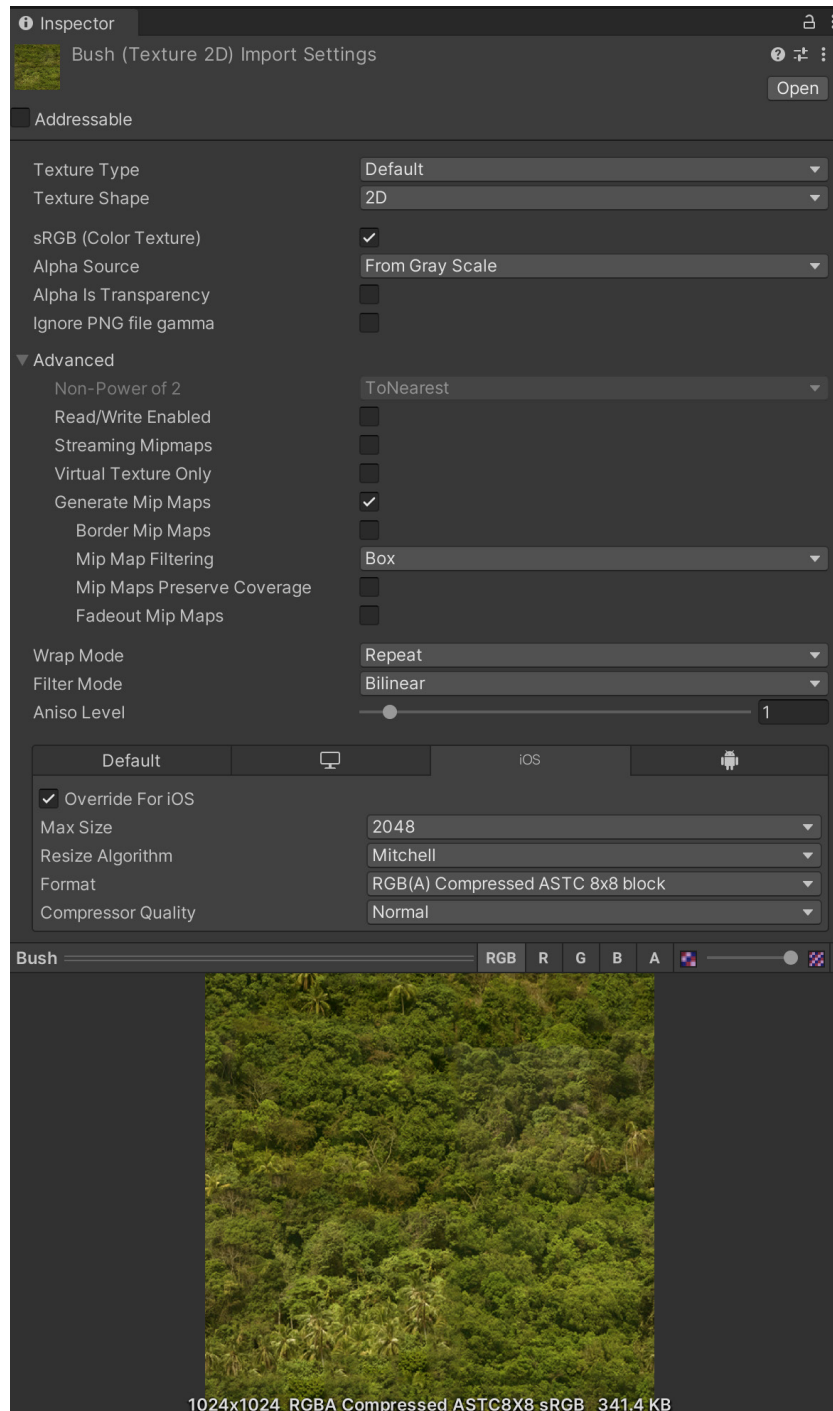 Inspector
Bush (Texture 2D) Import Settings
Open
Addressable
Texture Type Default
Texture Shape 2D
sRGB (Color Texture)
Alpha Source From Gray Scale
Alpha Is Transparency
Ignore PNG file gamma
Advanced
Non-Power of 2 ToNearest
Read/Write Enabled
Streaming Mipmaps
Virtual Texture Only
Generate Mip Maps
Border Mip Maps
Mip Map Filtering Box
Mip Maps Preserve Coverage
Fadeout Mip Maps
Wrap Mode Repeat
Filter Mode Bilinear
Aniso Level 1
Default iOS
Override For iOS
Max Size 2048
Resize Algorithm Mitchell
Format RGB(A) Compressed ASTC 8x8 block
Compressor Quality Normal
Bush RGB R G B A
1024x1024 RGBA Compressed ASTC8X8 sRGB 341.4 KB